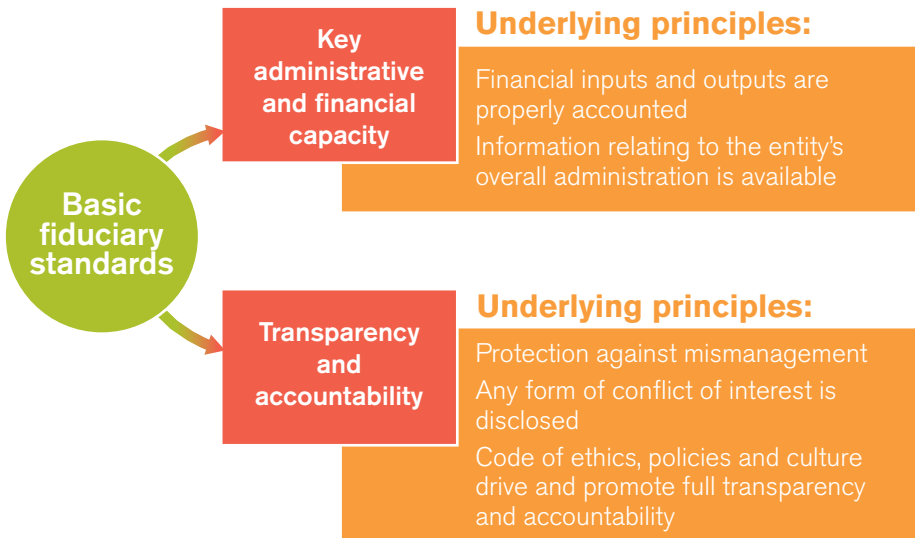 Basic
fiduciary
standards
Key
administrative
and financial
capacity
Underlying principles:
Financial inputs and outputs are
properly accounted
Information relating to the entity’s
overall administration is available
Transparency
and
accountability
Underlying principles:
Protection against mismanagement
Any form of conflict of interest is
disclosed
Code of ethics, policies and culture
drive and promote full transparency
and accountability